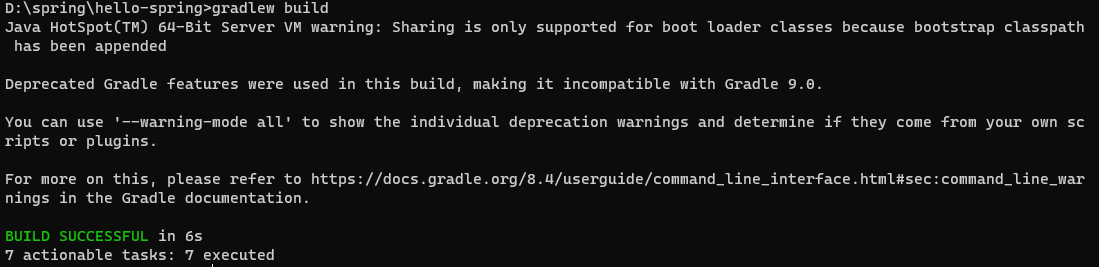 D:\spring\hello-spring>gradlew build
Java HotSpot(TM) 64-Bit Server VM warning: Sharing is only supported for boot loader classes because bootstrap classpath
 has been appended
Deprecated Gradle features were used in this build, making it incompatible with Gradle 9.0.
You can use '--warning-mode all' to show the individual deprecation warnings and determine if they come from your own sc
ripts or plugins.
For more on this, please refer to https://docs.gradle.org/8.4/userguide/command_line_interface.html#sec:command_line_war
nings in the Gradle documentation.
BUILD SUCCESSFUL in 6s
7 actionable tasks: 7 executed